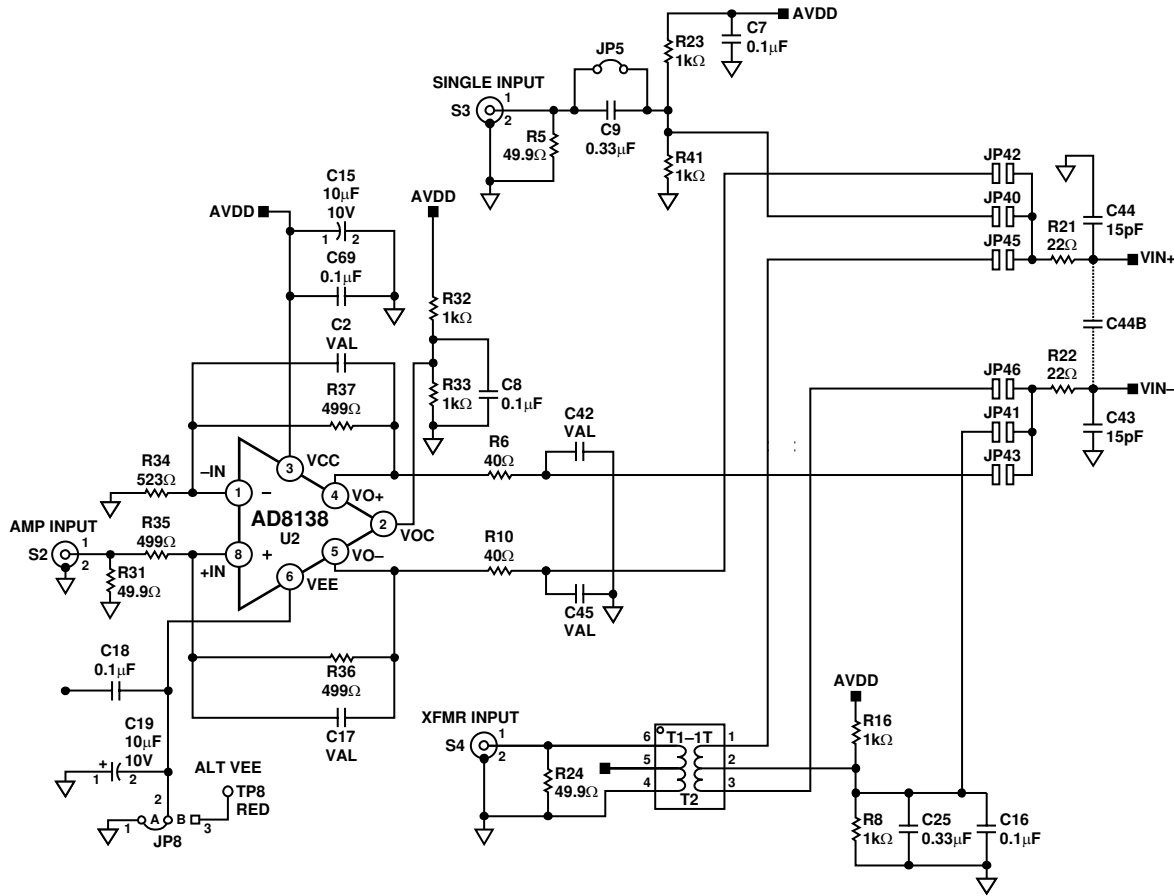 AVDD
C7
0.1μF
R23
1kΩ
JP5
SINGLE INPUT
S3
1
2
R5
49.9Ω
C9
0.33μF
R41
1kΩ
JP42
JP40
JP45
C44
15pF
R21
22Ω
VIN+
C44B
R22
22Ω
VIN–
C43
15pF
JP46
JP41
JP43
C15
10μF
10V
1
2
AVDD
C69
0.1μF
AVDD
R32
1kΩ
R33
1kΩ
C8
0.1μF
C2
VAL
R37
499Ω
C42
VAL
R6
40Ω
R34
523Ω
–IN
1
–
3
VCC
4
VO+
AD8138
U2
2
VOC
AMP INPUT
S2
1
2
R35
499Ω
8
+
+IN
5
VO–
6
VEE
R31
49.9Ω
R10
40Ω
C45
VAL
C18
0.1μF
R36
499Ω
C17
VAL
C19
10μF
10V
+
1
2
ALT VEE
TP8
RED
2
A
B
1
3
JP8
XFMR INPUT
S4
1
2
R24
49.9Ω
T1–1T
6
5
4
1
2
3
T2
AVDD
R16
1kΩ
R8
1kΩ
C25
0.33μF
C16
0.1μF